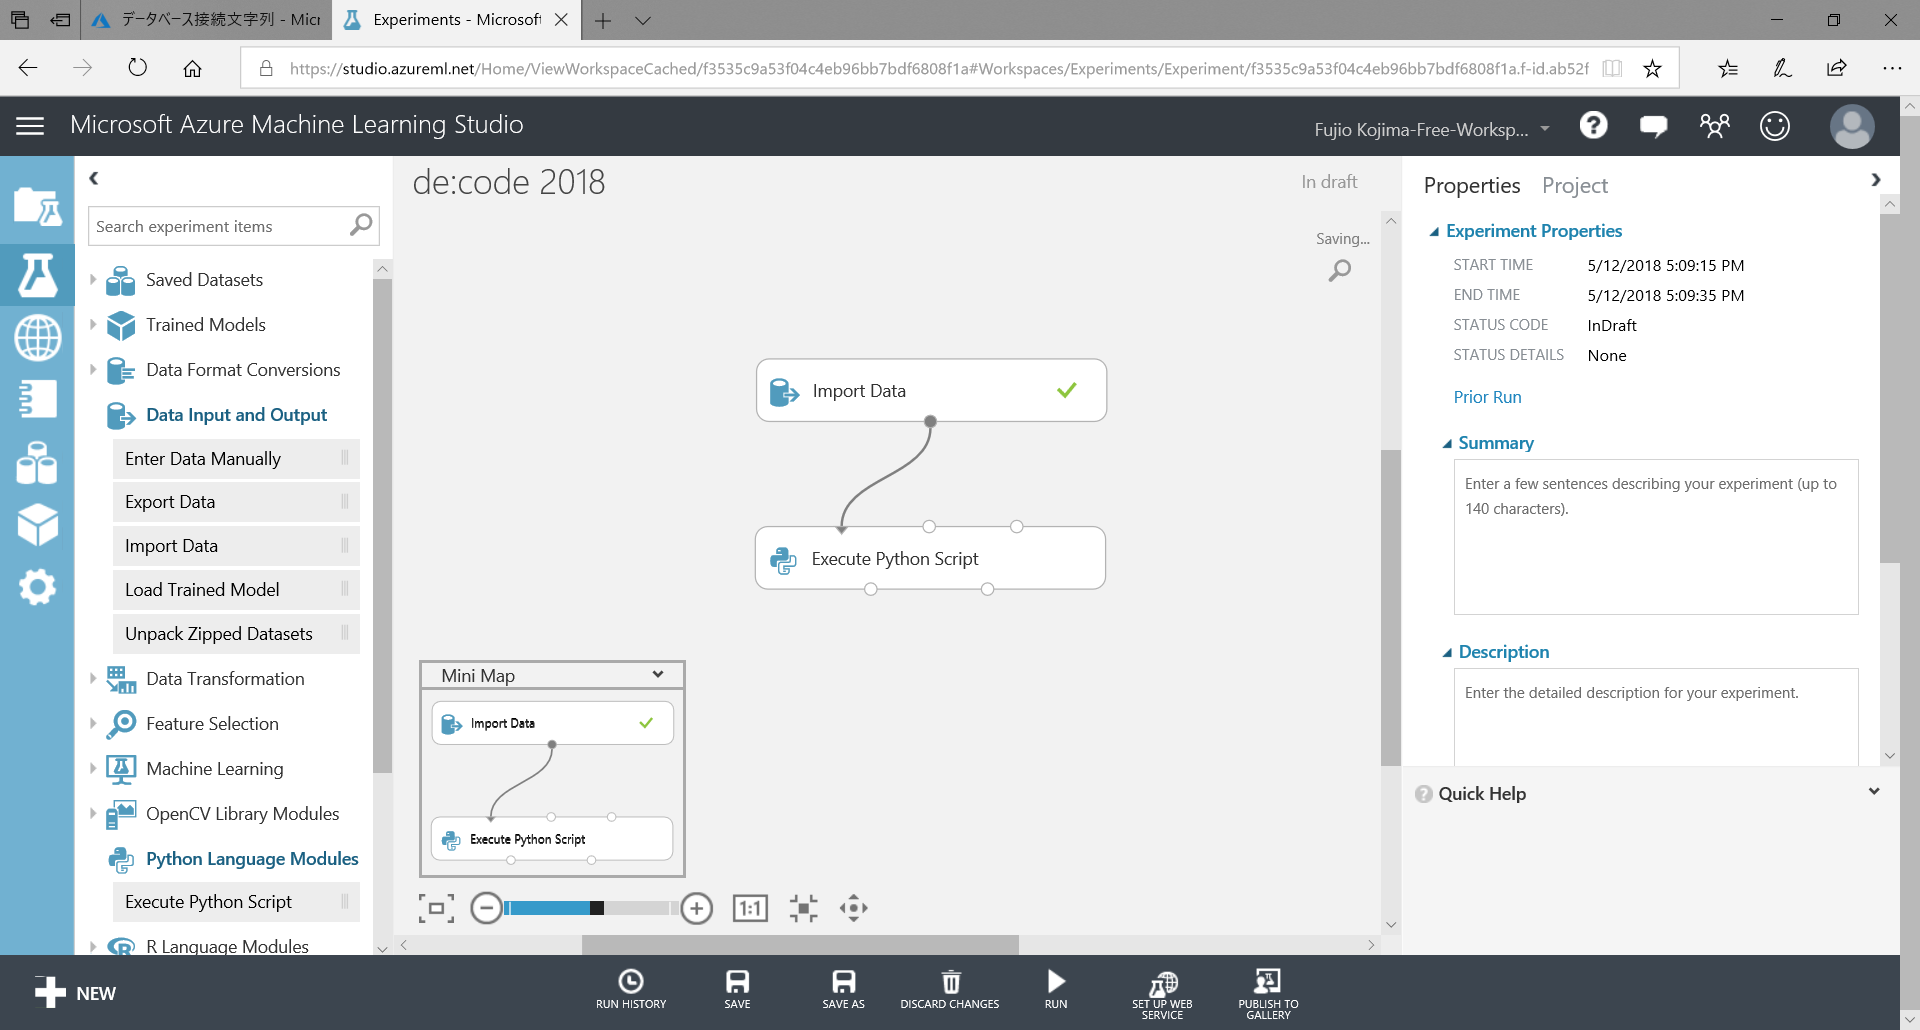 データベース接続文字列 - Micr
Experiments - Microsoft
https://studio.azureml.net/Home/ViewWorkspaceCached/f3535c9a53f04c4eb96bb7bdf6808f1a#Workspaces/Experiments/Experiment/f3535c9a53f04c4eb96bb7bdf6808f1a.f-id.ab52f
Microsoft Azure Machine Learning Studio
Fujio Kojima-Free-Worksp...
Search experiment items
Saved Datasets
Trained Models
Data Format Conversions
Data Input and Output
Enter Data Manually
Export Data
Import Data
Load Trained Model
Unpack Zipped Datasets
Data Transformation
Feature Selection
Machine Learning
OpenCV Library Modules
Python Language Modules
Execute Python Script
R Language Modules
de:code 2018
In draft
Saving...
Import Data
Execute Python Script
Mini Map
Import Data
Execute Python Script
1:1
Properties Project
Experiment Properties
START TIME 5/12/2018 5:09:15 PM
END TIME 5/12/2018 5:09:35 PM
STATUS CODE InDraft
STATUS DETAILS None
Prior Run
Summary
Enter a few sentences describing your experiment (up to
140 characters).
Description
Enter the detailed description for your experiment.
Quick Help
NEW
RUN HISTORY
SAVE
SAVE AS
DISCARD CHANGES
RUN
SET UP WEB
SERVICE
PUBLISH TO
GALLERY